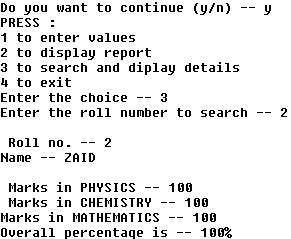 Do you want to continue (y/n) -- y
PRESS :
1 to enter values
2 to display report
3 to search and diplay details
4 to exit
Enter the choice -- 3
Enter the roll number to search -- 2
Roll no. -- 2
Name -- ZAID
Marks in PHYSICS -- 100
Marks in CHEMISTRY -- 100
Marks in MATHEMATICS -- 100
Overall percentage is -- 100%